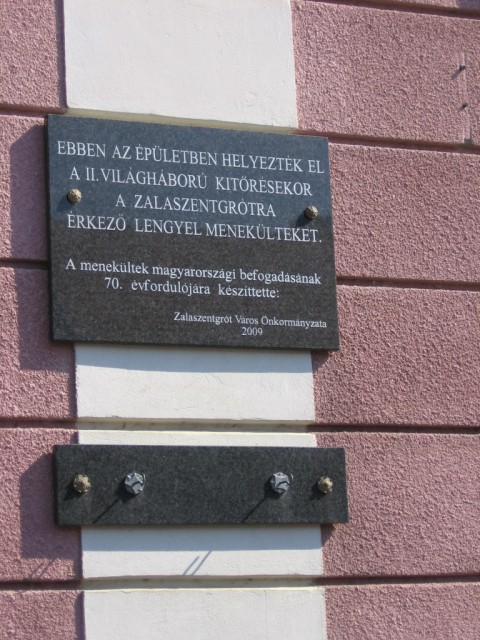 EBBEN AZ ÉPÜLETBEN HELYEZTÉK EL
A II. VILÁGHÁBORÚ KITÖRÉSEKOR
A ZALASZENTGRÓTRA
ÉRKEZŐ LENGYEL MENEKÜLTEKET.
A menekültek magyarországi befogadásának
70. évfordulójára készíttette:
Zalaszentgrót Város Önkormányzata
2009